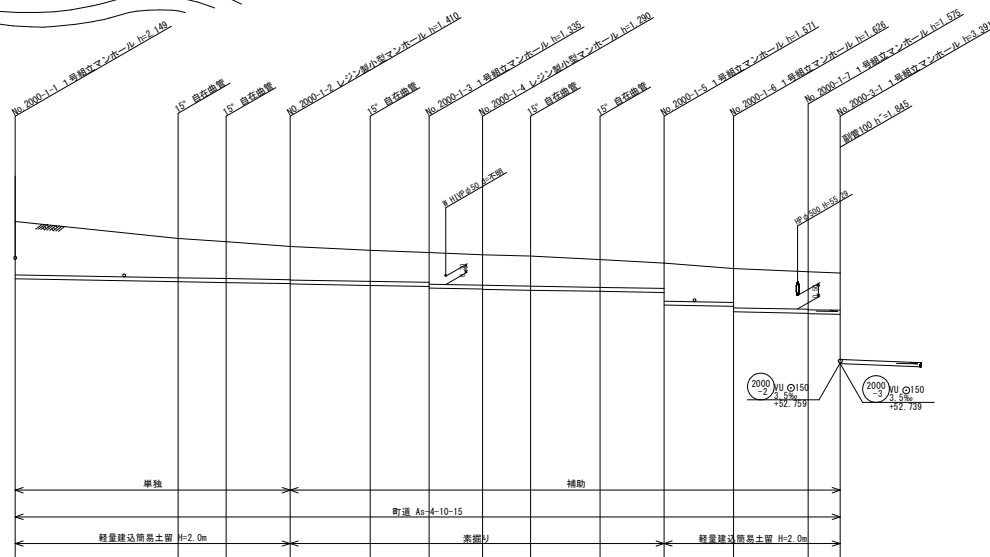 No 2000-1-1 1号組立マンホール h=2.149
15° 自在曲管
15° 自在曲管
NO 2000-1-2 レジン製小型マンホール h=1.410
15° 自在曲管
No 2000-1-3 1号組立マンホール h=1.335
No 2000-1-4 レジン製小型マンホール h=1.290
15° 自在曲管
15° 自在曲管
No 2000-1-5 1号組立マンホール h=1.571
No 2000-1-6 1号組立マンホール h=1.626
No 2000-1-7 1号組立マンホール h=1.575
No 2000-3-1 1号組立マンホール h=3.391
副管100 h"=1.845
W HIVPφ50 d=不明
HPφ500 H=55.29
2000
-2
VU ⊙150
3.5‰
+52.759
2000
-3
VU ⊙150
3.5‰
+52.739
単独
補助
町道 As-4-10-15
軽量建込簡易土留 H=2.0m
素掘り
軽量建込簡易土留 H=2.0m